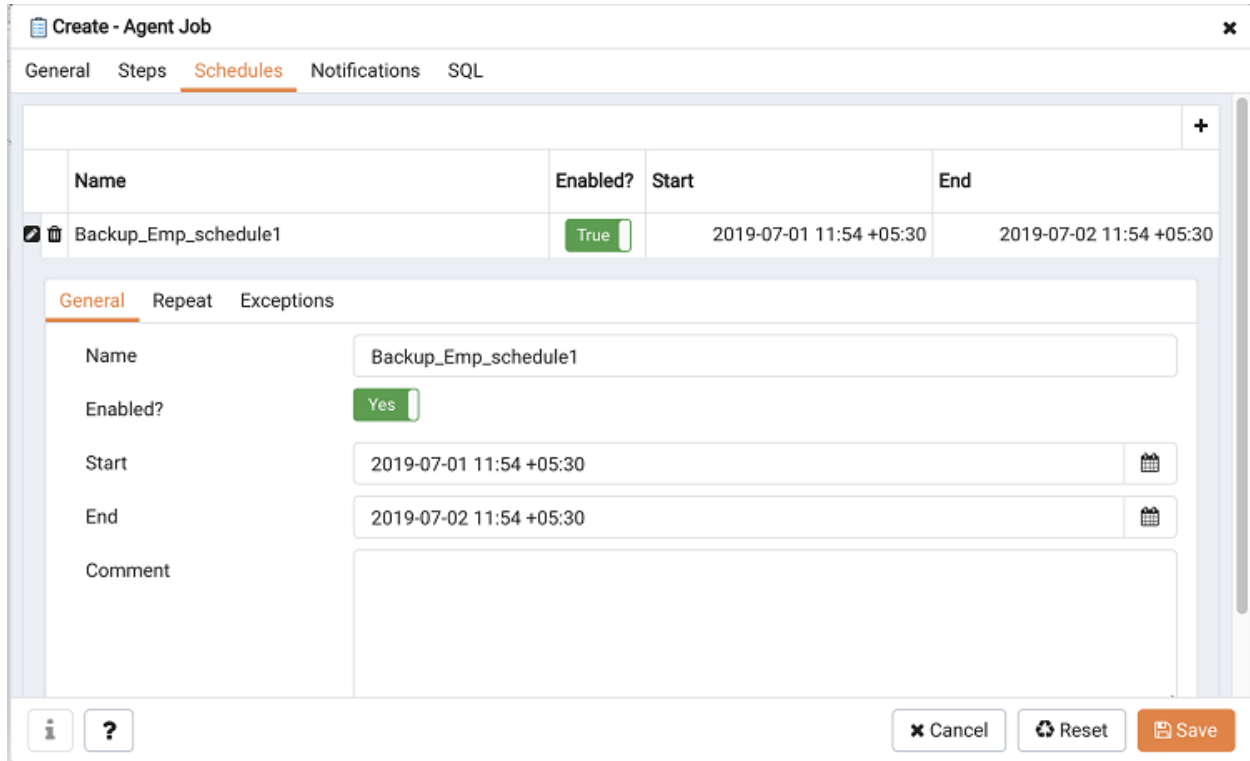 Create - Agent Job
General Steps Schedules Notifications SQL
Name Enabled? Start End
Backup_Emp_schedule1 True 2019-07-01 11:54 +05:30 2019-07-02 11:54 +05:30
General Repeat Exceptions
Name Backup_Emp_schedule1
Enabled? Yes
Start 2019-07-01 11:54 +05:30
End 2019-07-02 11:54 +05:30
Comment
i ? Cancel Reset Save